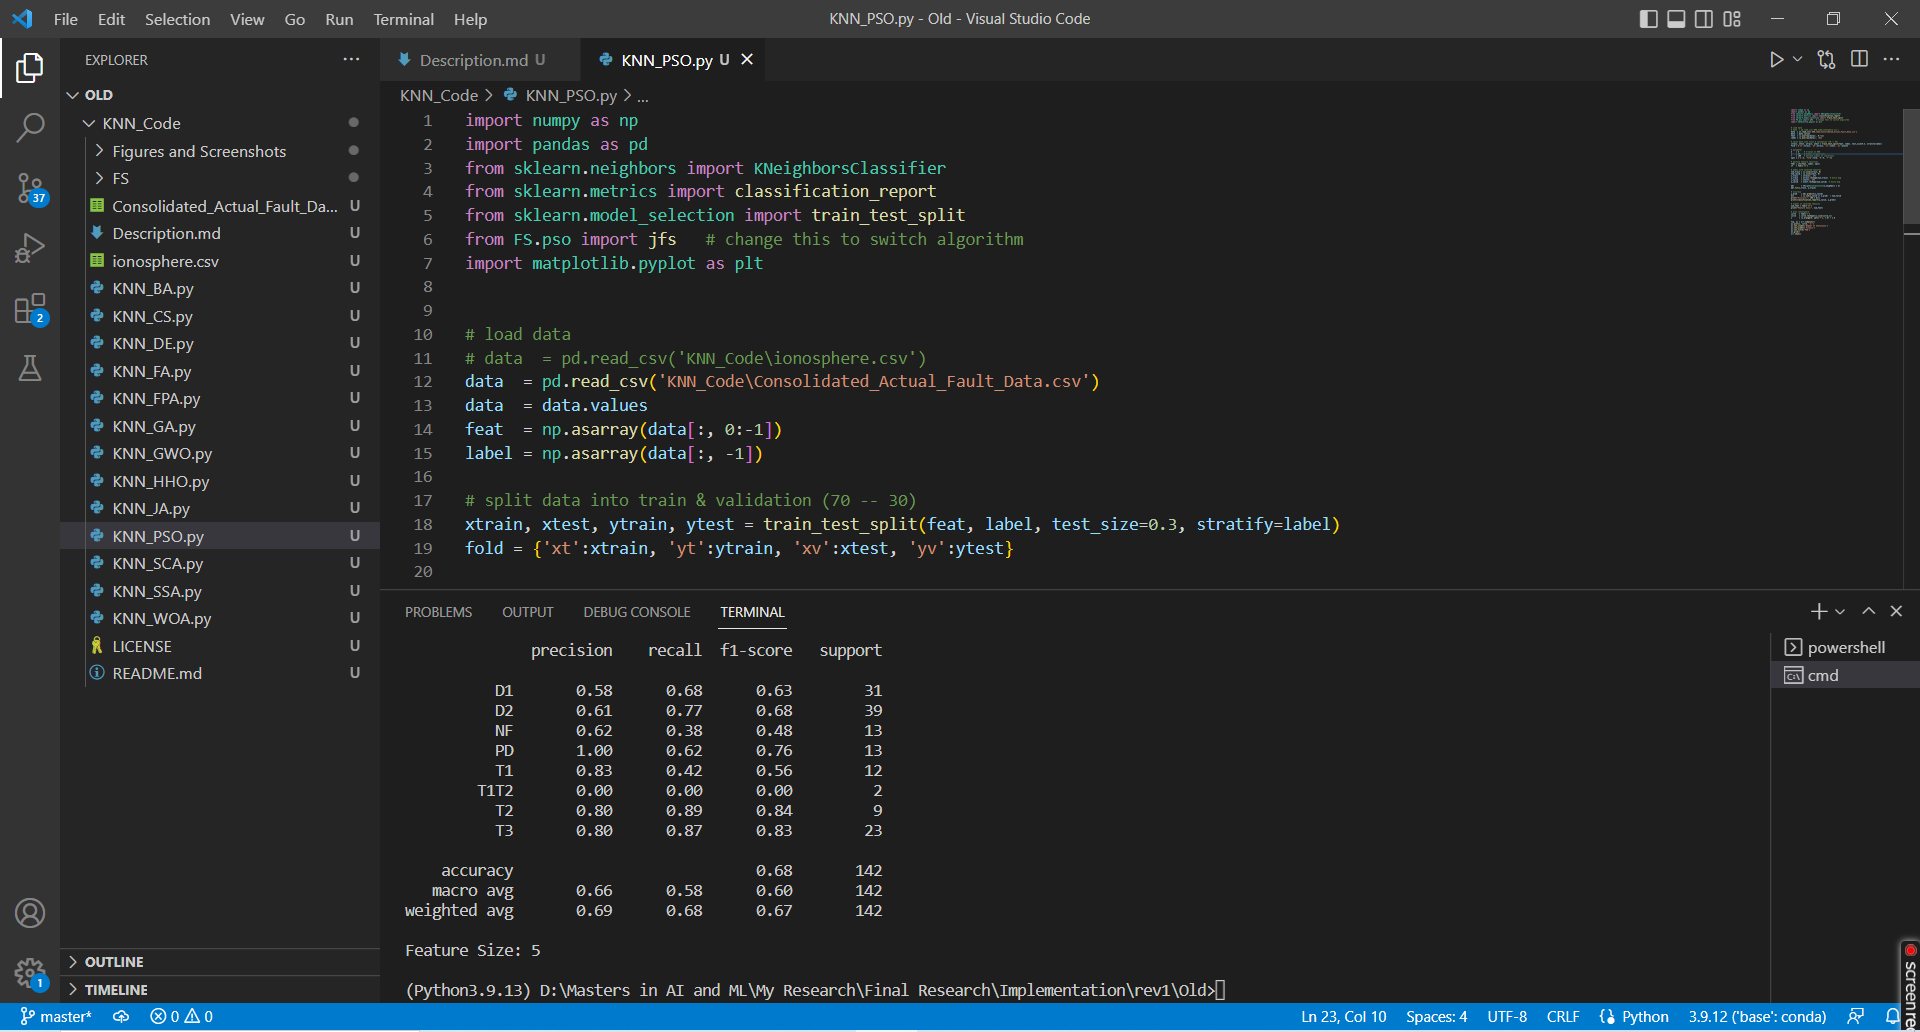 File Edit Selection View Go Run Terminal Help
KNN_PSO.py - Old - Visual Studio Code
EXPLORER
OLD
KNN_Code
Figures and Screenshots
FS
Consolidated_Actual_Fault_Da... U
Description.md U
ionosphere.csv U
KNN_BA.py U
KNN_CS.py U
KNN_DE.py U
KNN_FA.py U
KNN_FPA.py U
KNN_GA.py U
KNN_GWO.py U
KNN_HHO.py U
KNN_JA.py U
KNN_PSO.py U
KNN_SCA.py U
KNN_SSA.py U
KNN_WOA.py U
LICENSE U
README.md U
OUTLINE
TIMELINE
37
2
1
Description.md U
KNN_PSO.py U
KNN_Code > KNN_PSO.py > ...
1 import numpy as np
2 import pandas as pd
3 from sklearn.neighbors import KNeighborsClassifier
4 from sklearn.metrics import classification_report
5 from sklearn.model_selection import train_test_split
6 from FS.pso import jfs   # change this to switch algorithm
7 import matplotlib.pyplot as plt
8
9
10 # load data
11 # data  = pd.read_csv('KNN_Code\ionosphere.csv')
12 data  = pd.read_csv('KNN_Code\Consolidated_Actual_Fault_Data.csv')
13 data  = data.values
14 feat  = np.asarray(data[:, 0:-1])
15 label = np.asarray(data[:, -1])
16
17 # split data into train & validation (70 -- 30)
18 xtrain, xtest, ytrain, ytest = train_test_split(feat, label, test_size=0.3, stratify=label)
19 fold = {'xt':xtrain, 'yt':ytrain, 'xv':xtest, 'yv':ytest}
20
PROBLEMS OUTPUT DEBUG CONSOLE TERMINAL
precision recall f1-score support
D1 0.58 0.68 0.63 31
D2 0.61 0.77 0.68 39
NF 0.62 0.38 0.48 13
PD 1.00 0.62 0.76 13
T1 0.83 0.42 0.56 12
T1T2 0.00 0.00 0.00 2
T2 0.80 0.89 0.84 9
T3 0.80 0.87 0.83 23
accuracy 0.68 142
macro avg 0.66 0.58 0.60 142
weighted avg 0.69 0.68 0.67 142
Feature Size: 5
(Python3.9.13) D:\Masters in AI and ML\My Research\Final Research\Implementation\rev1\Old>
powershell
cmd
screenrec
master* 0 0
Ln 23, Col 10 Spaces: 4 UTF-8 CRLF Python 3.9.12 ('base': conda)